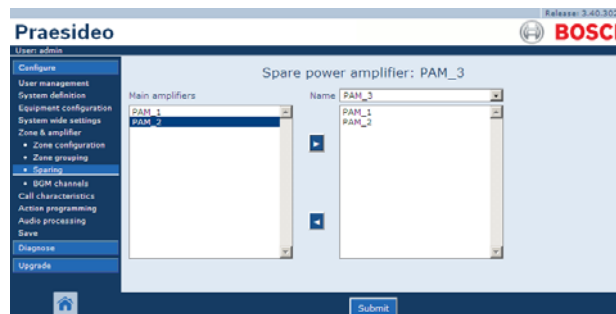 Release: 3.40.302
Praesideo
BOSCH
User: admin
Configure
User management
System definition
Equipment configuration
System wide settings
Zone & amplifier
• Zone configuration
• Zone grouping
• Sparing
• BGM channels
Call characteristics
Action programming
Audio processing
Save
Diagnose
Upgrade
Spare power amplifier: PAM_3
Main amplifiers
PAM_1
PAM_2
Name PAM_3
PAM_1
PAM_2
Submit